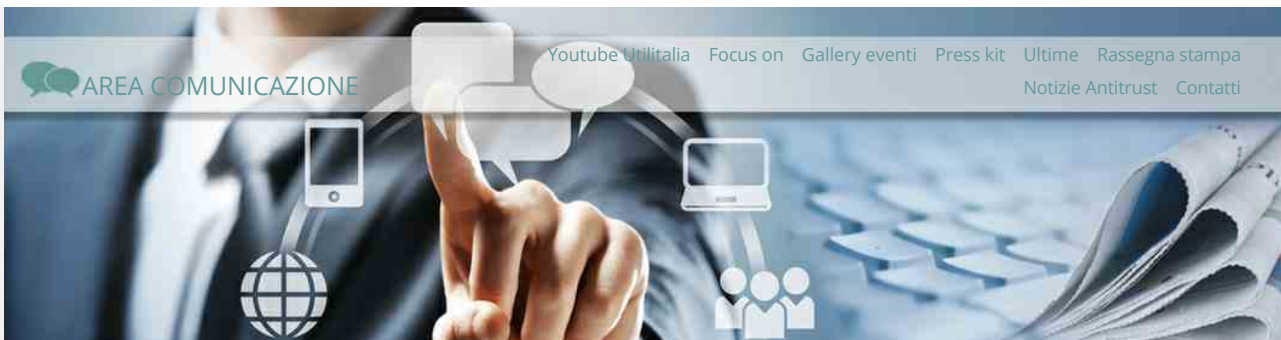 Youtube Utilitalia Focus on Gallery eventi Press kit Ultime Rassegna stampa
AREA COMUNICAZIONE
Notizie Antitrust Contatti